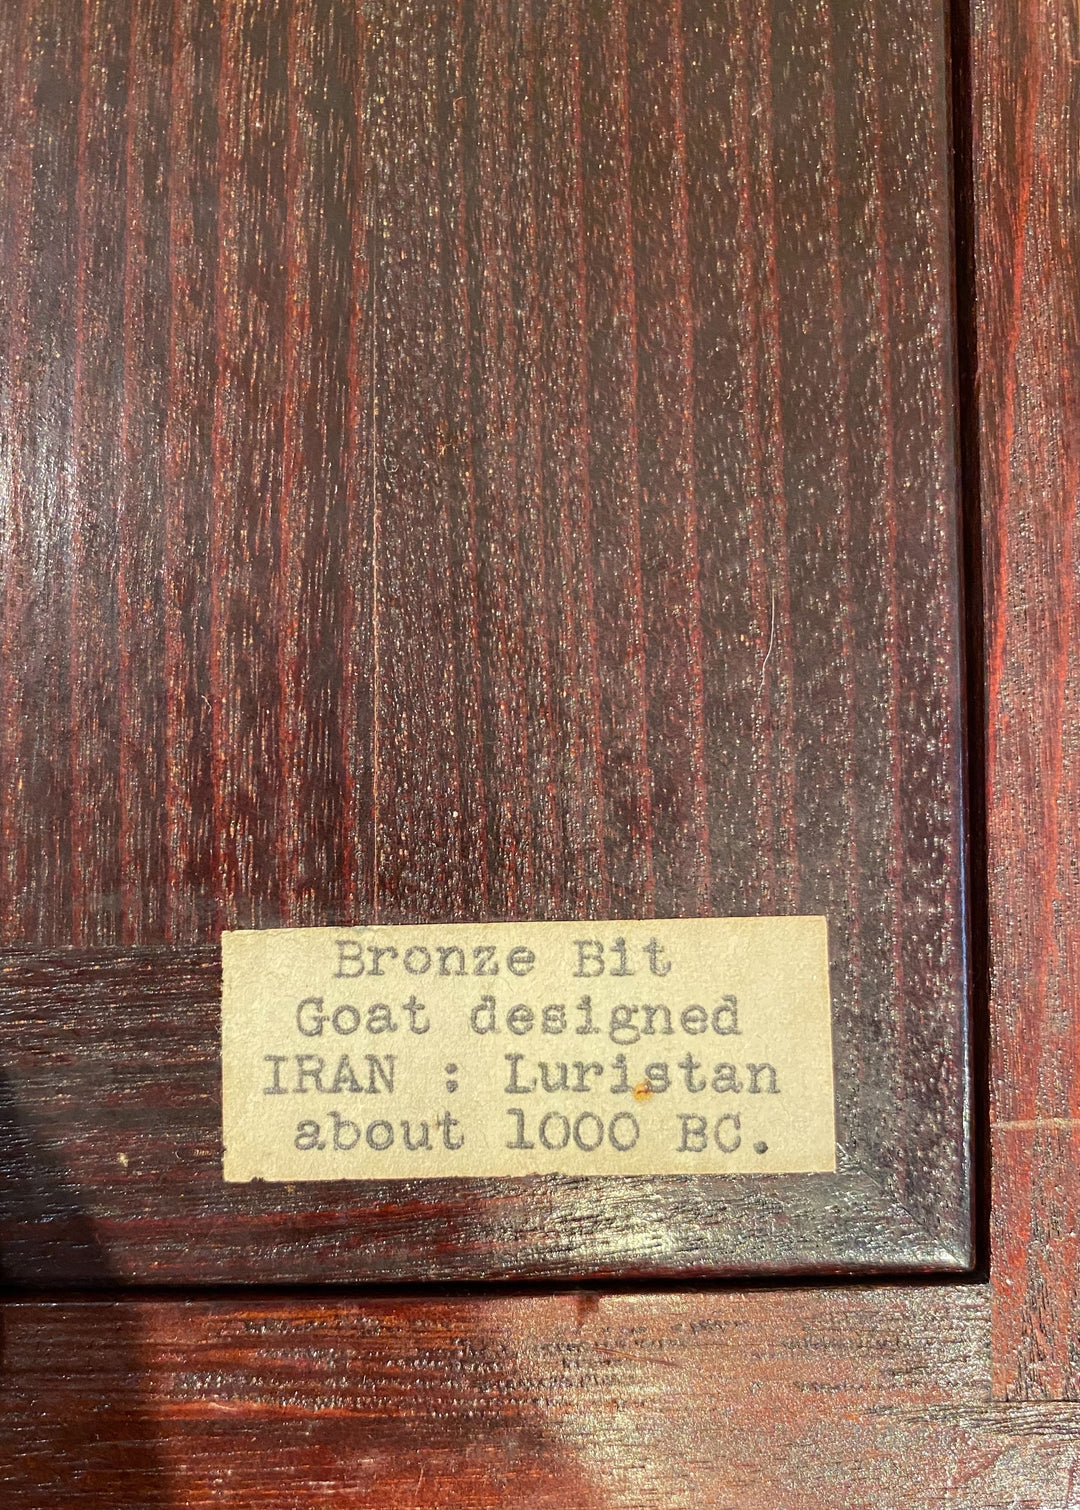 Bronze Bit
Goat designed
IRAN : Luristan
about 1000 BC.